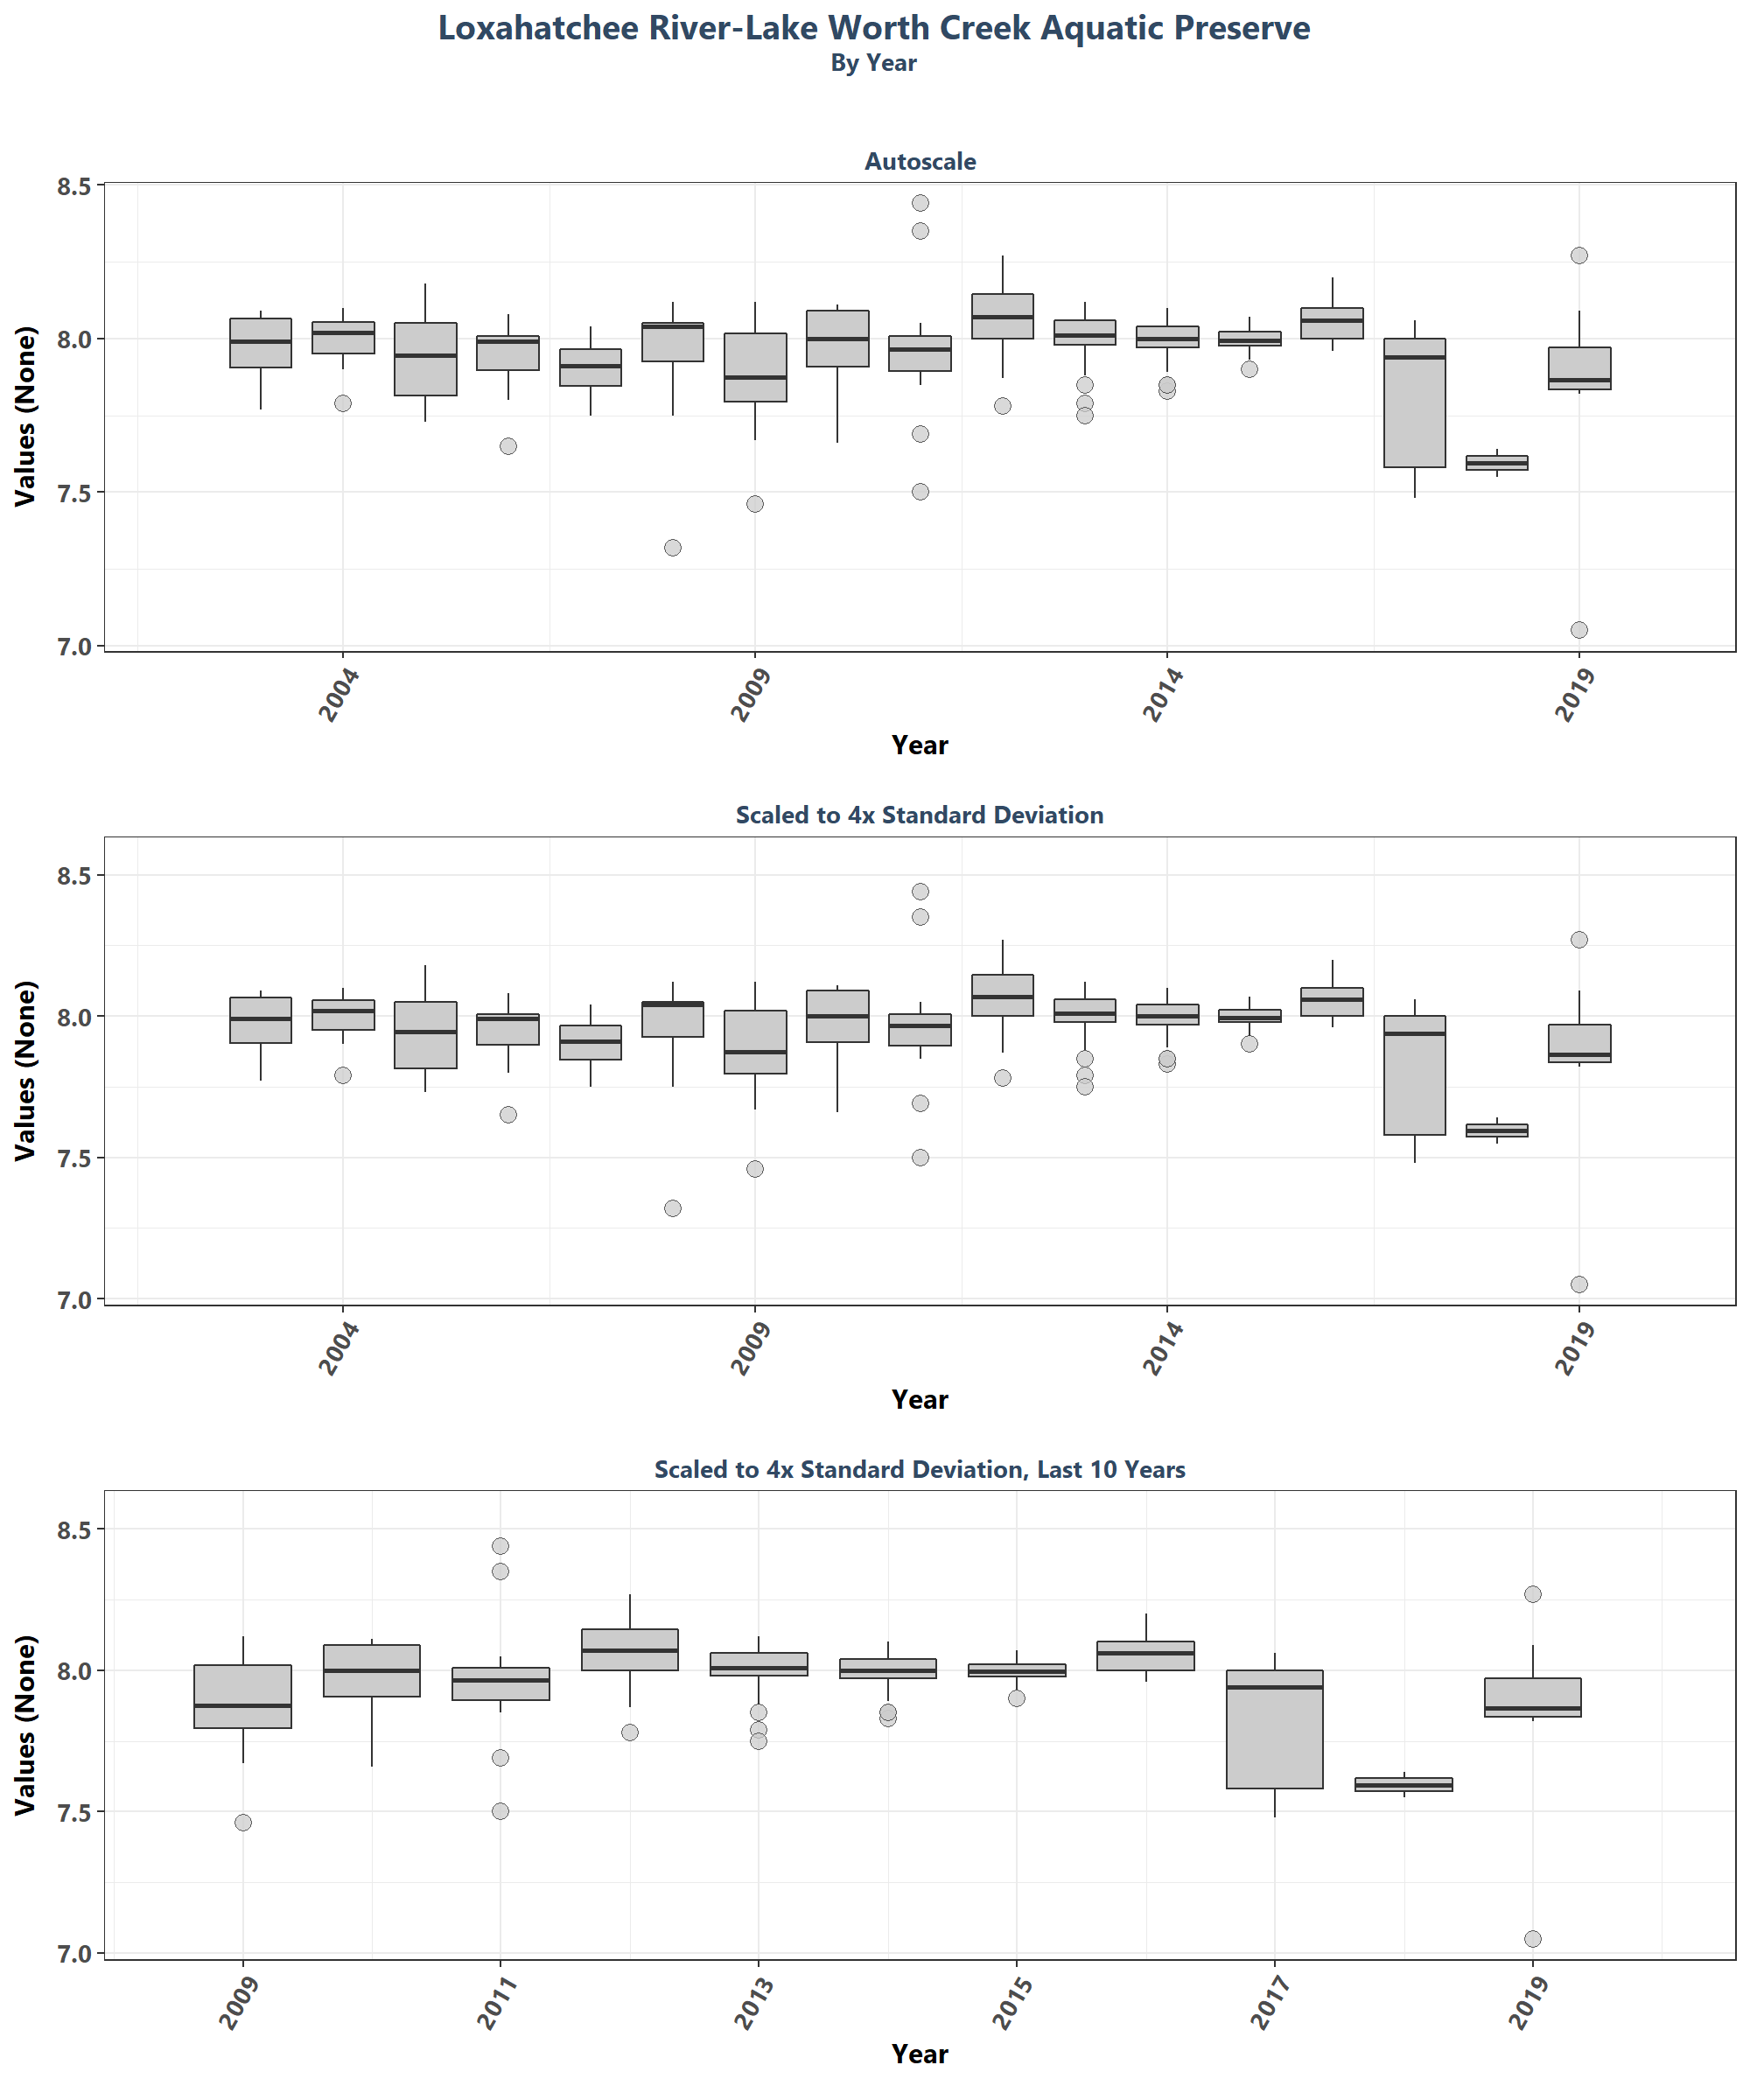 Loxahatchee River-Lake Worth Creek Aquatic Preserve
By Year
Autoscale
Values (None)
8.5
8.0
7.5
7.0
2004
2009
2014
2019
Year
Scaled to 4x Standard Deviation
Values (None)
8.5
8.0
7.5
7.0
2004
2009
2014
2019
Year
Scaled to 4x Standard Deviation, Last 10 Years
Values (None)
8.5
8.0
7.5
7.0
2009
2011
2013
2015
2017
2019
Year